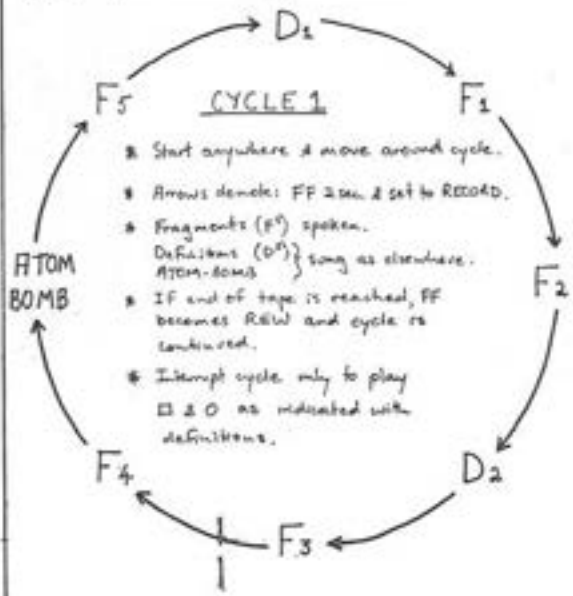 D1
F5
CYCLE 1
F1
* Start anywhere & move around cycle.
* Arrows denote: FF 2 sec & set to RECORD.
* Fragments (Fⁿ) spoken.
Definitions (Dⁿ)
ATOM-BOMB } sung as elsewhere.
ATOM
BOMB
F2
* IF end of tape is reached, FF
becomes REW and cycle is
continued.
* Interrupt cycle only to play
□ & O as indicated with
definitions.
F4
D2
F3